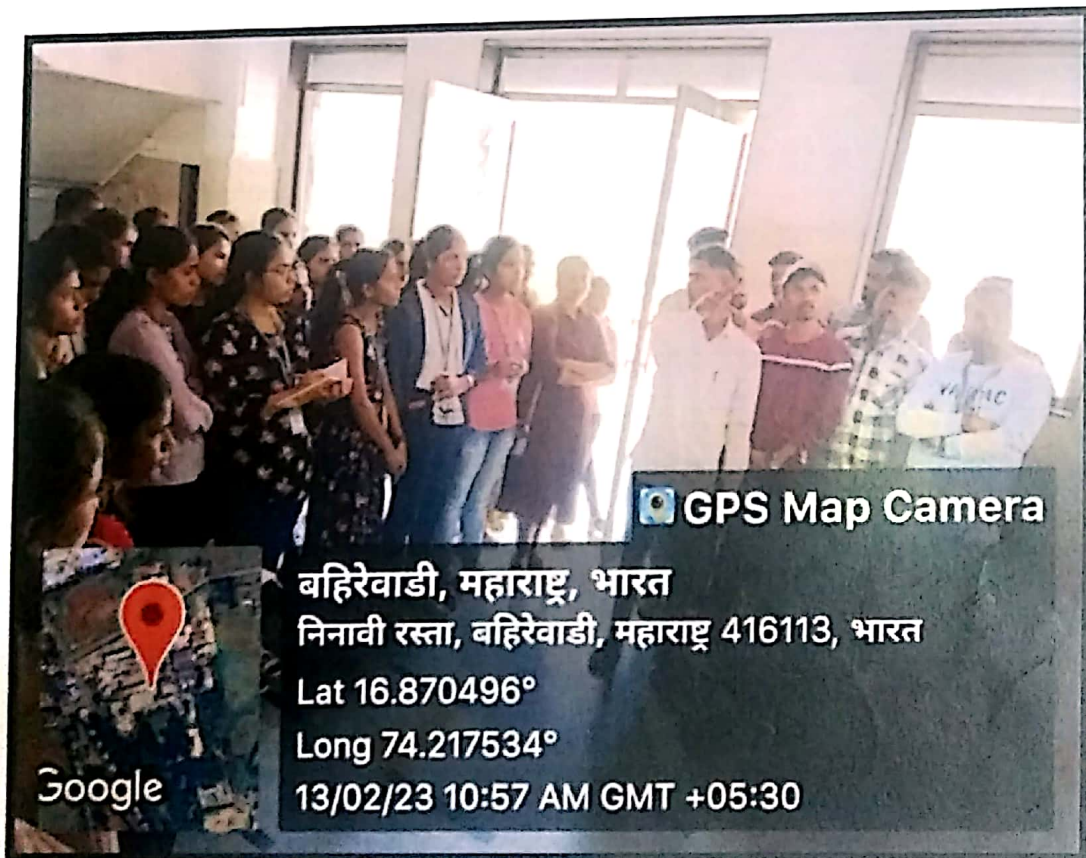 GPS Map Camera
बहिरेवाडी, महाराष्ट्र, भारत
निनावी रस्ता, बहिरेवाडी, महाराष्ट्र 416113, भारत
Lat 16.870496°
Long 74.217534°
13/02/23 10:57 AM GMT +05:30
Google